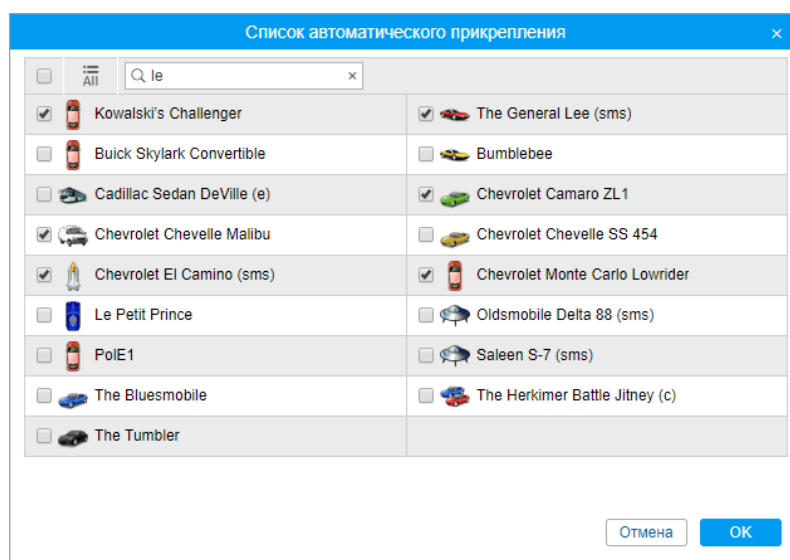 Список автоматического прикрепления ×
All le ×
Kowalski's Challenger The General Lee (sms)
Buick Skylark Convertible Bumblebee
Cadillac Sedan DeVille (e) Chevrolet Camaro ZL1
Chevrolet Chevelle Malibu Chevrolet Chevelle SS 454
Chevrolet El Camino (sms) Chevrolet Monte Carlo Lowrider
Le Petit Prince Oldsmobile Delta 88 (sms)
PolE1 Saleen S-7 (sms)
The Bluesmobile The Herkimer Battle Jitney (c)
The Tumbler
Отмена OK